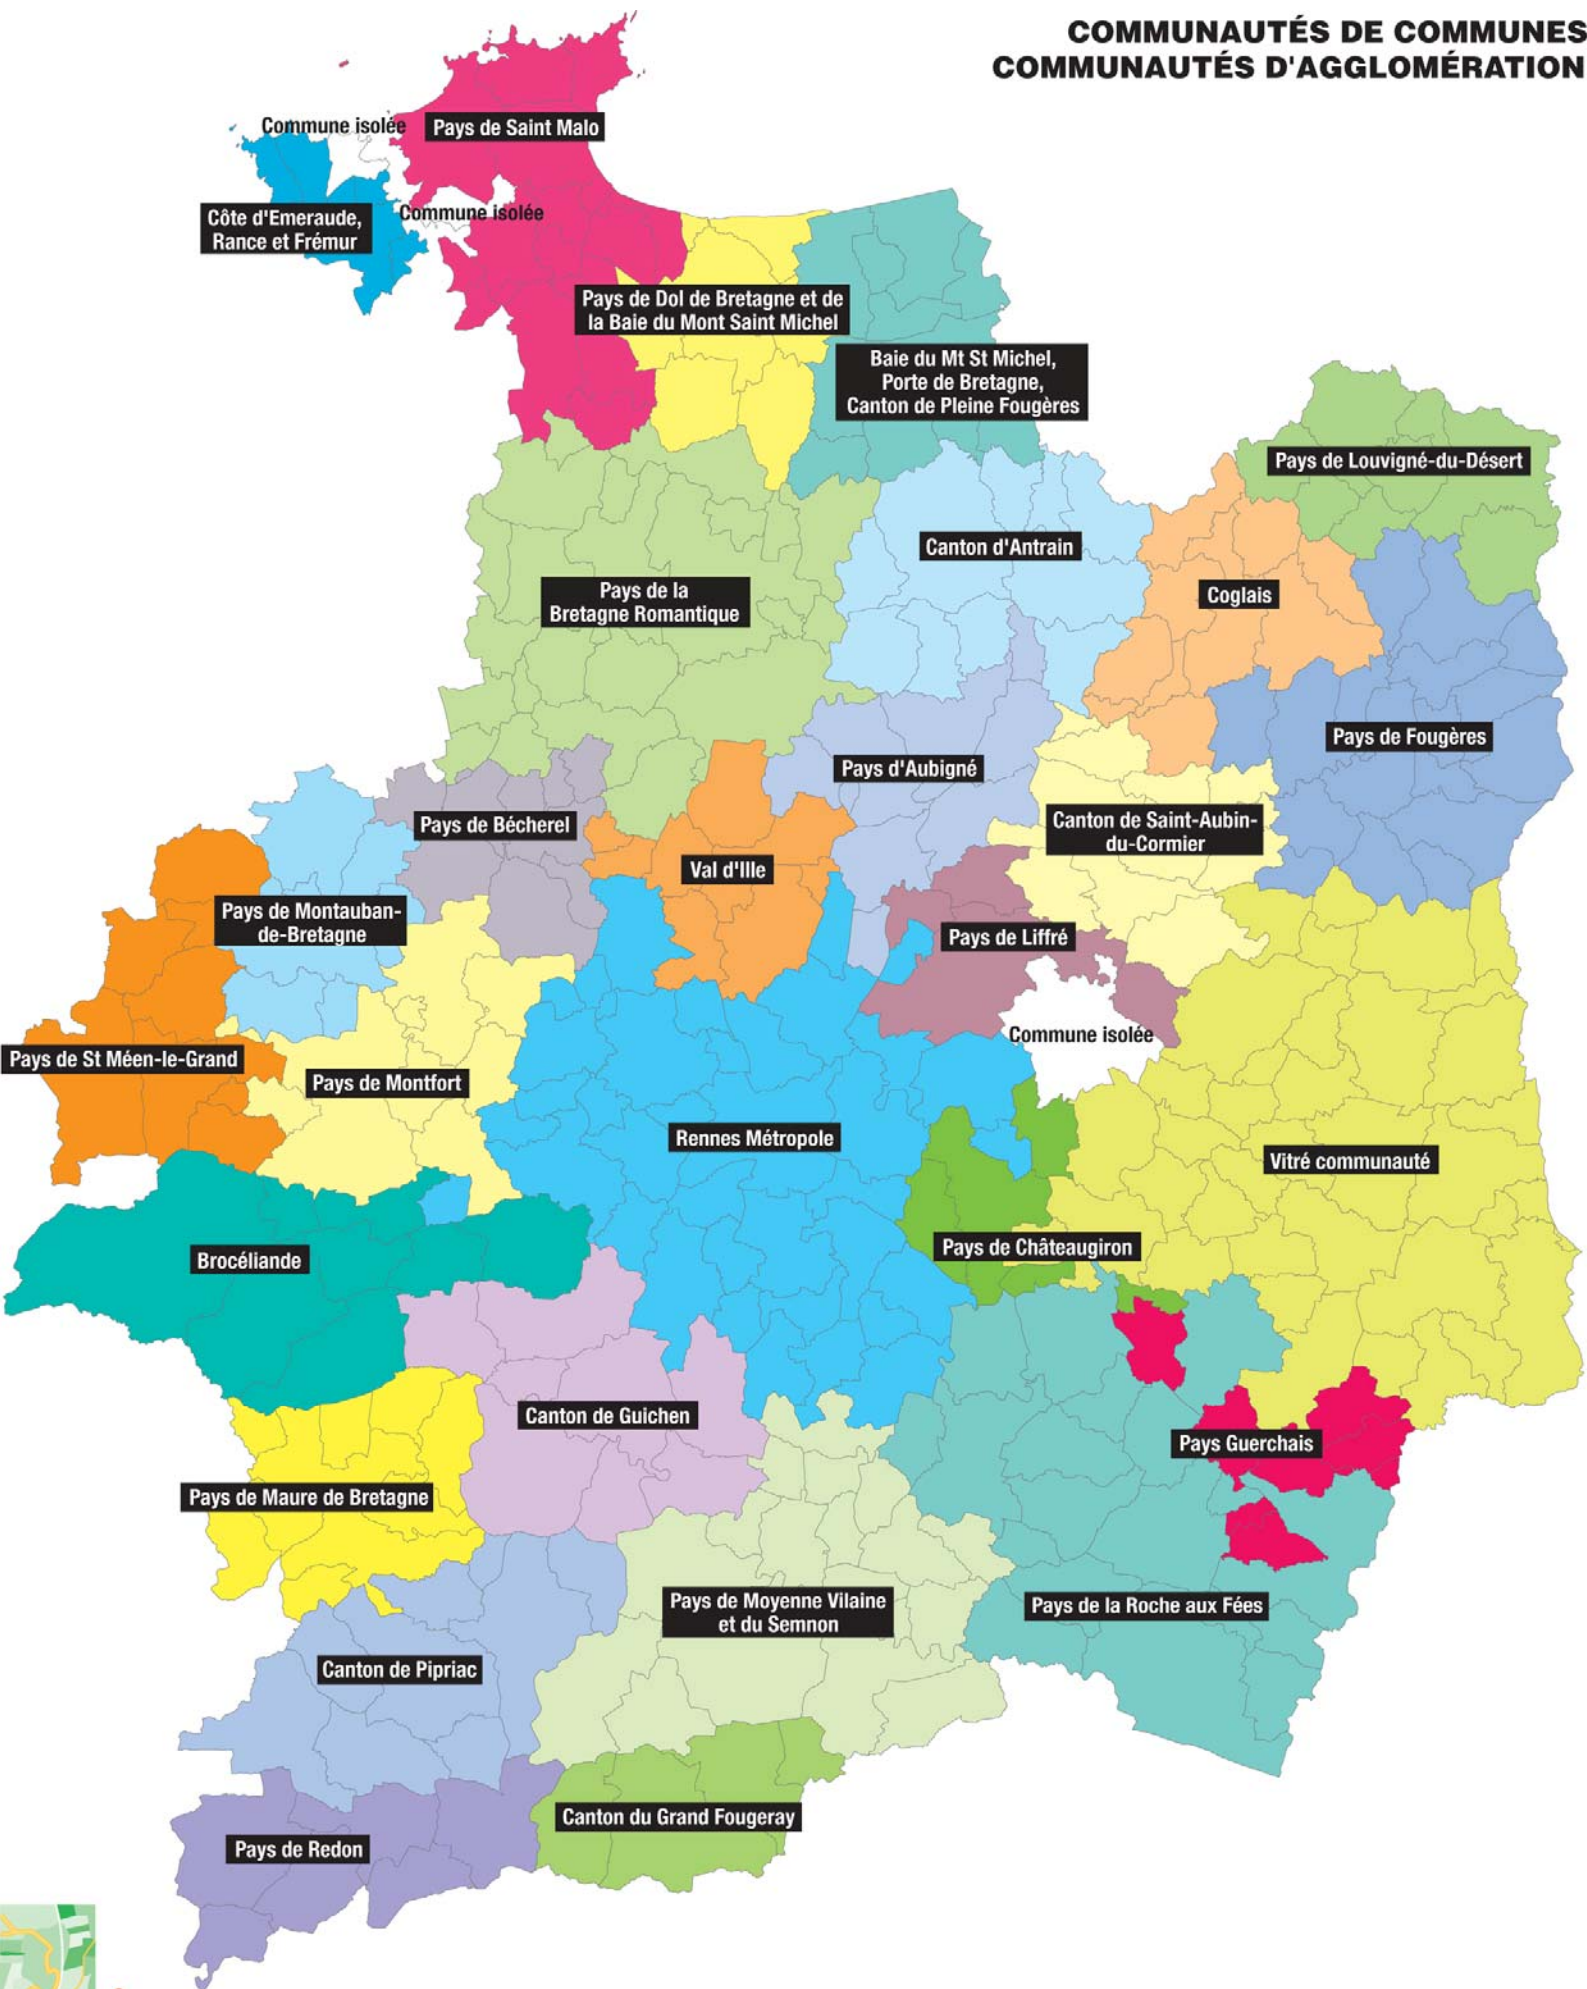 COMMUNAUTÉS DE COMMUNES
COMMUNAUTÉS D'AGGLOMÉRATION
Commune isolée
Pays de Saint Malo
Côte d'Emeraude,
Rance et Frémur
Commune isolée
Pays de Dol de Bretagne et de
la Baie du Mont Saint Michel
Baie du Mt St Michel,
Porte de Bretagne,
Canton de Pleine Fougères
Pays de Louvigné-du-Désert
Canton d'Antrain
Coglais
Pays de la
Bretagne Romantique
Pays de Fougères
Pays d'Aubigné
Pays de Bécherel
Canton de Saint-Aubin-
du-Cormier
Val d'Ille
Pays de Montauban-
de-Bretagne
Pays de Liffré
Commune isolée
Pays de St Méen-le-Grand
Pays de Montfort
Rennes Métropole
Vitré communauté
Pays de Châteaugiron
Brocéliande
Canton de Guichen
Pays Guerchais
Pays de Maure de Bretagne
Pays de Moyenne Vilaine
et du Semnon
Pays de la Roche aux Fées
Canton de Pipriac
Canton du Grand Fougeray
Pays de Redon